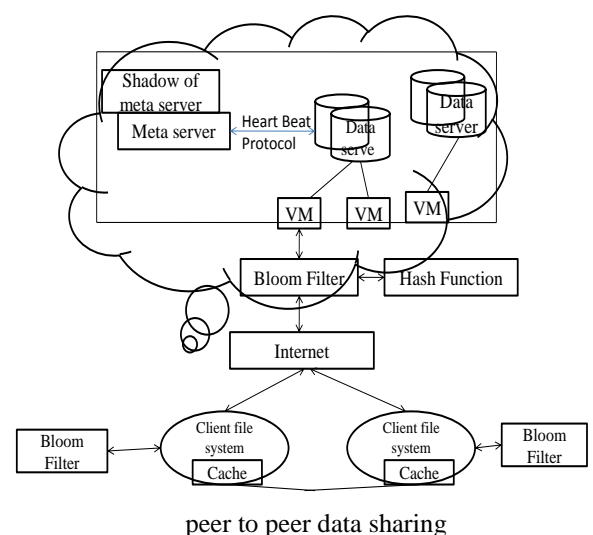 Shadow of
meta server
Meta server
Heart Beat
Protocol
Data
serve
Data
server
VM
VM
VM
Bloom Filter
Hash Function
Internet
Client file
system
Cache
Client file
system
Cache
Bloom
Filter
Bloom
Filter
peer to peer data sharing